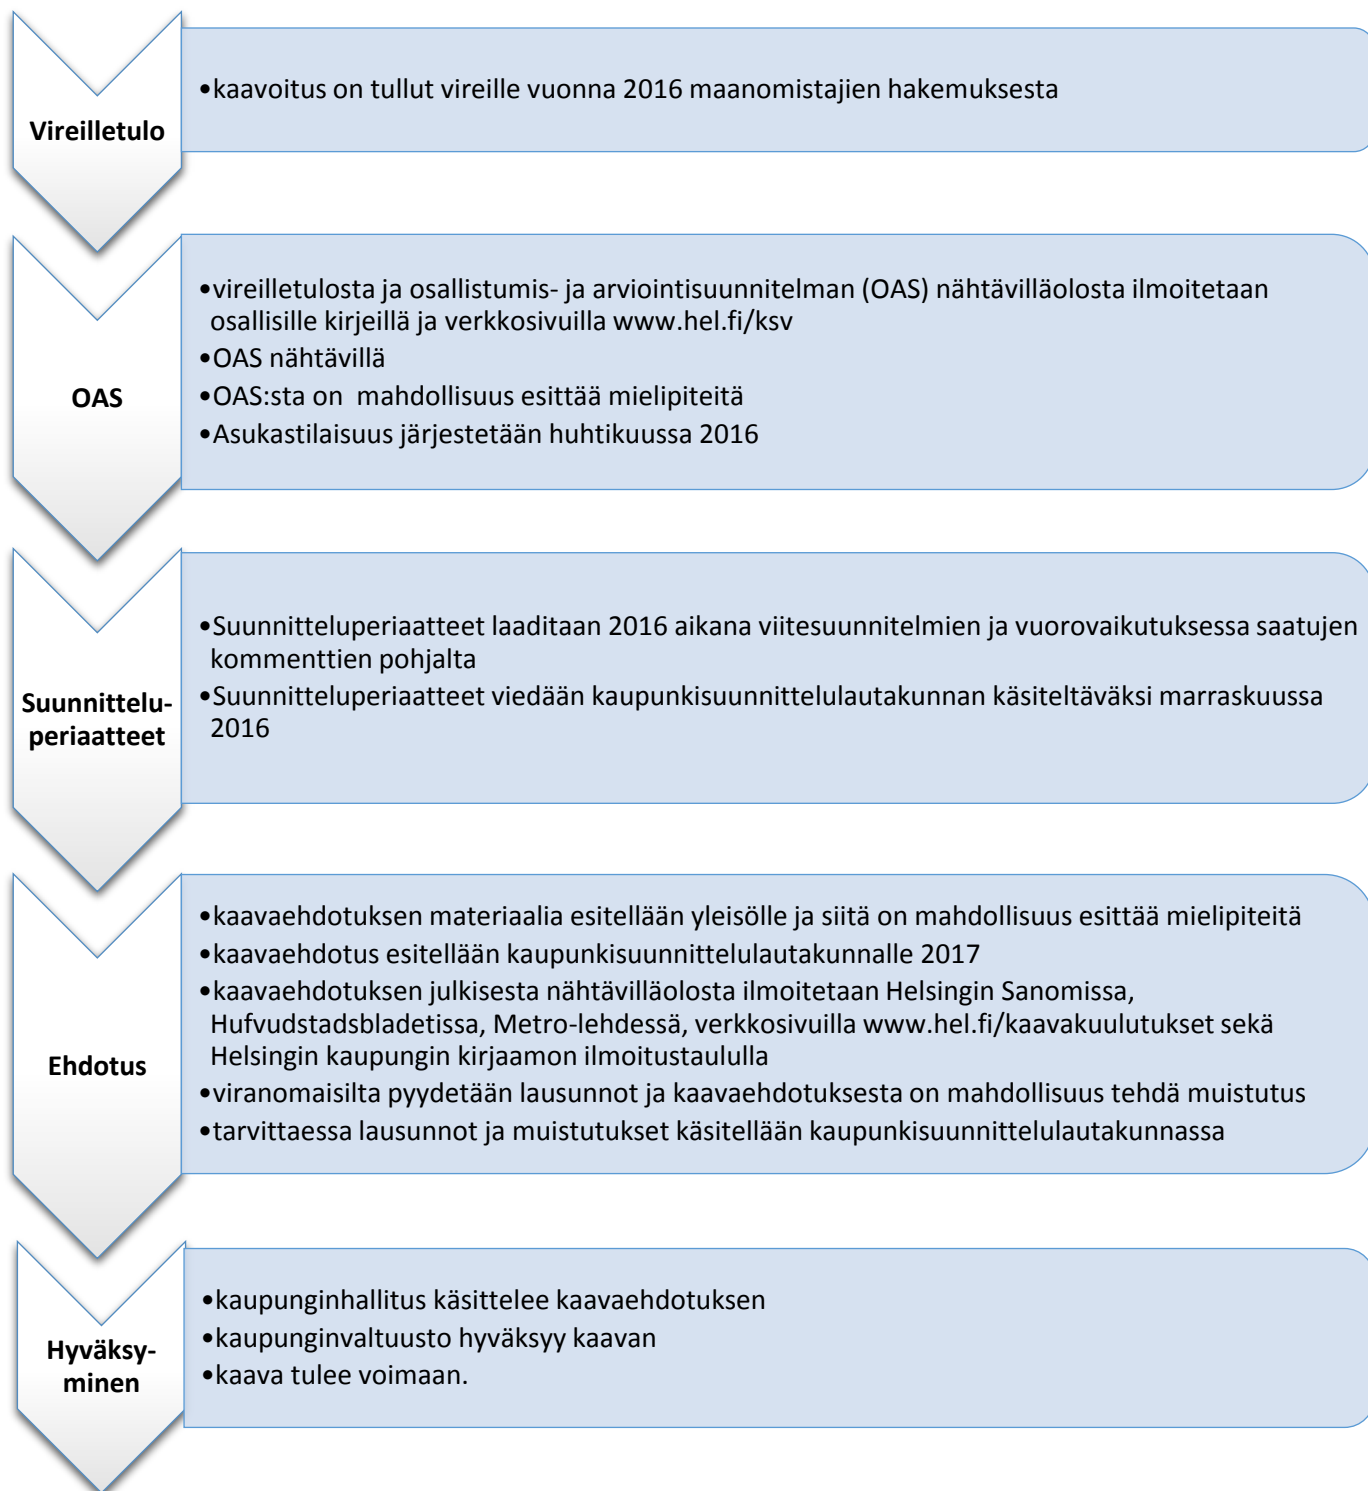 Vireilletulo
•kaavoitus on tullut vireille vuonna 2016 maanomistajien hakemuksesta
OAS
•vireilletulosta ja osallistumis- ja arviointisuunnitelman (OAS) nähtävilläolosta ilmoitetaan
osallisille kirjeillä ja verkkosivuilla www.hel.fi/ksv
•OAS nähtävillä
•OAS:sta on mahdollisuus esittää mielipiteitä
•Asukastilaisuus järjestetään huhtikuussa 2016
Suunnittelu-
periaatteet
•Suunnitteluperiaatteet laaditaan 2016 aikana viitesuunnitelmien ja vuorovaikutuksessa saatujen
kommenttien pohjalta
•Suunnitteluperiaatteet viedään kaupunkisuunnittelulautakunnan käsiteltäväksi marraskuussa
2016
Ehdotus
•kaavaehdotuksen materiaalia esitellään yleisölle ja siitä on mahdollisuus esittää mielipiteitä
•kaavaehdotus esitellään kaupunkisuunnittelulautakunnalle 2017
•kaavaehdotuksen julkisesta nähtävilläolosta ilmoitetaan Helsingin Sanomissa,
Hufvudstadsbladetissa, Metro-lehdessä, verkkosivuilla www.hel.fi/kaavakuulutukset sekä
Helsingin kaupungin kirjaamon ilmoitustaululla
•viranomaisilta pyydetään lausunnot ja kaavaehdotuksesta on mahdollisuus tehdä muistutus
•tarvittaessa lausunnot ja muistutukset käsitellään kaupunkisuunnittelulautakunnassa
Hyväksy-
minen
•kaupunginhallitus käsittelee kaavaehdotuksen
•kaupunginvaltuusto hyväksyy kaavan
•kaava tulee voimaan.